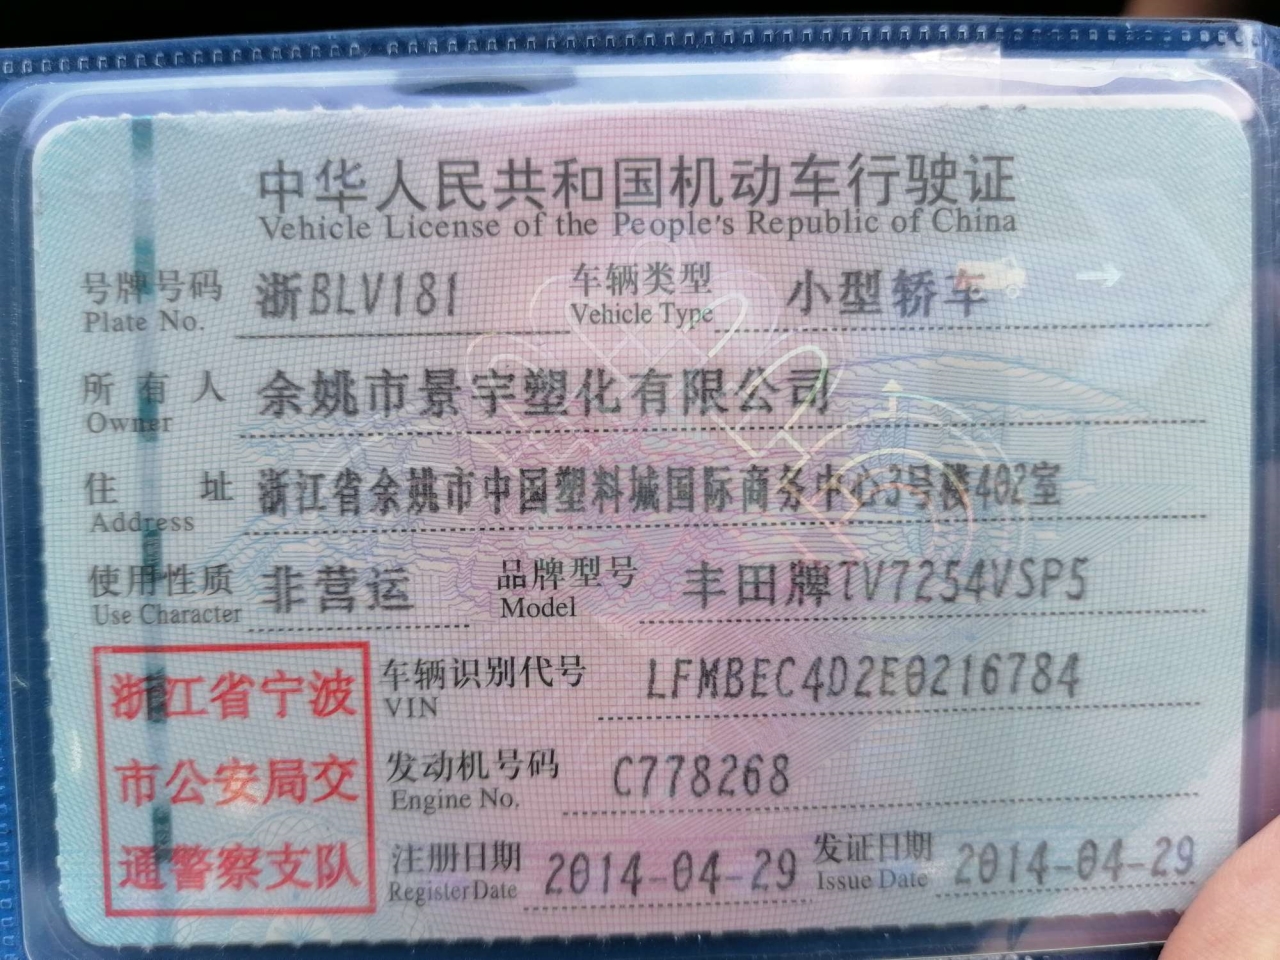 中华人民共和国机动车行驶证
Vehicle License of the People's Republic of China
号牌号码 浙BLV181 车辆类型 小型轿车
Plate No. Vehicle Type
所有人 余姚市景宇塑化有限公司
Owner
住址 浙江省余姚市中国塑料城国际商务中心3号楼402室
Address
使用性质 非营运 品牌型号 丰田牌TV7254VSP5
Use Character Model
浙江省宁波
市公安局交
通警察支队
车辆识别代号 LFMBEC4D2E0216784
VIN
发动机号码 C778268
Engine No.
注册日期 2014-04-29 发证日期 2014-04-29
Register Date Issue Date